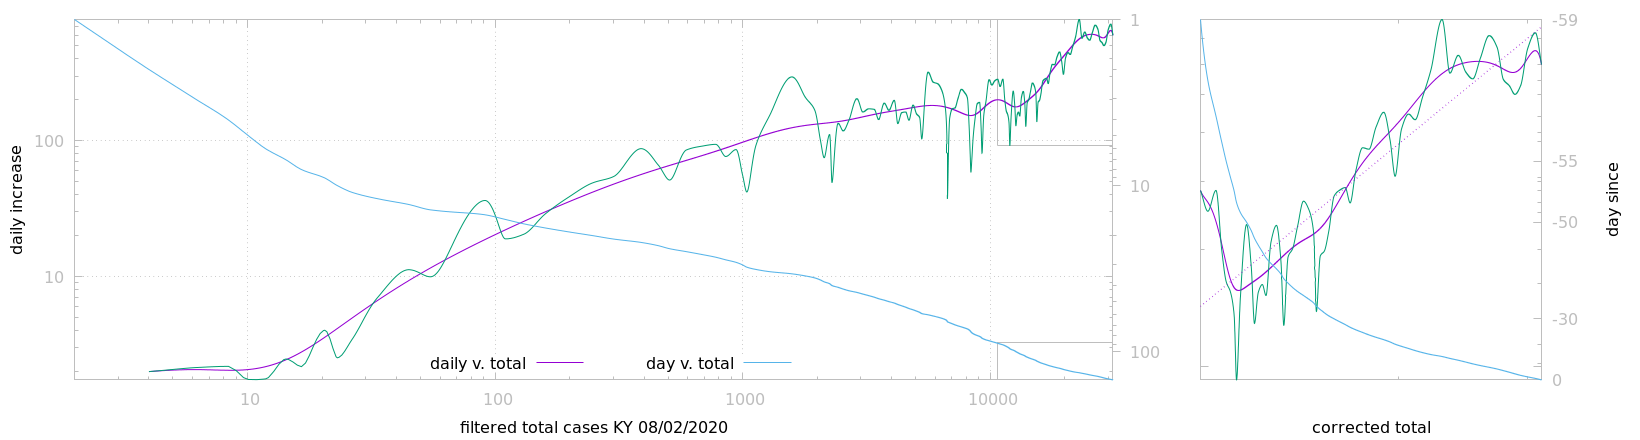 daily increase
100
10
daily v. total
day v. total
10
100
1000
10000
filtered total cases KY 08/02/2020
1
10
100
-59
-55
-50
-30
0
day since
corrected total